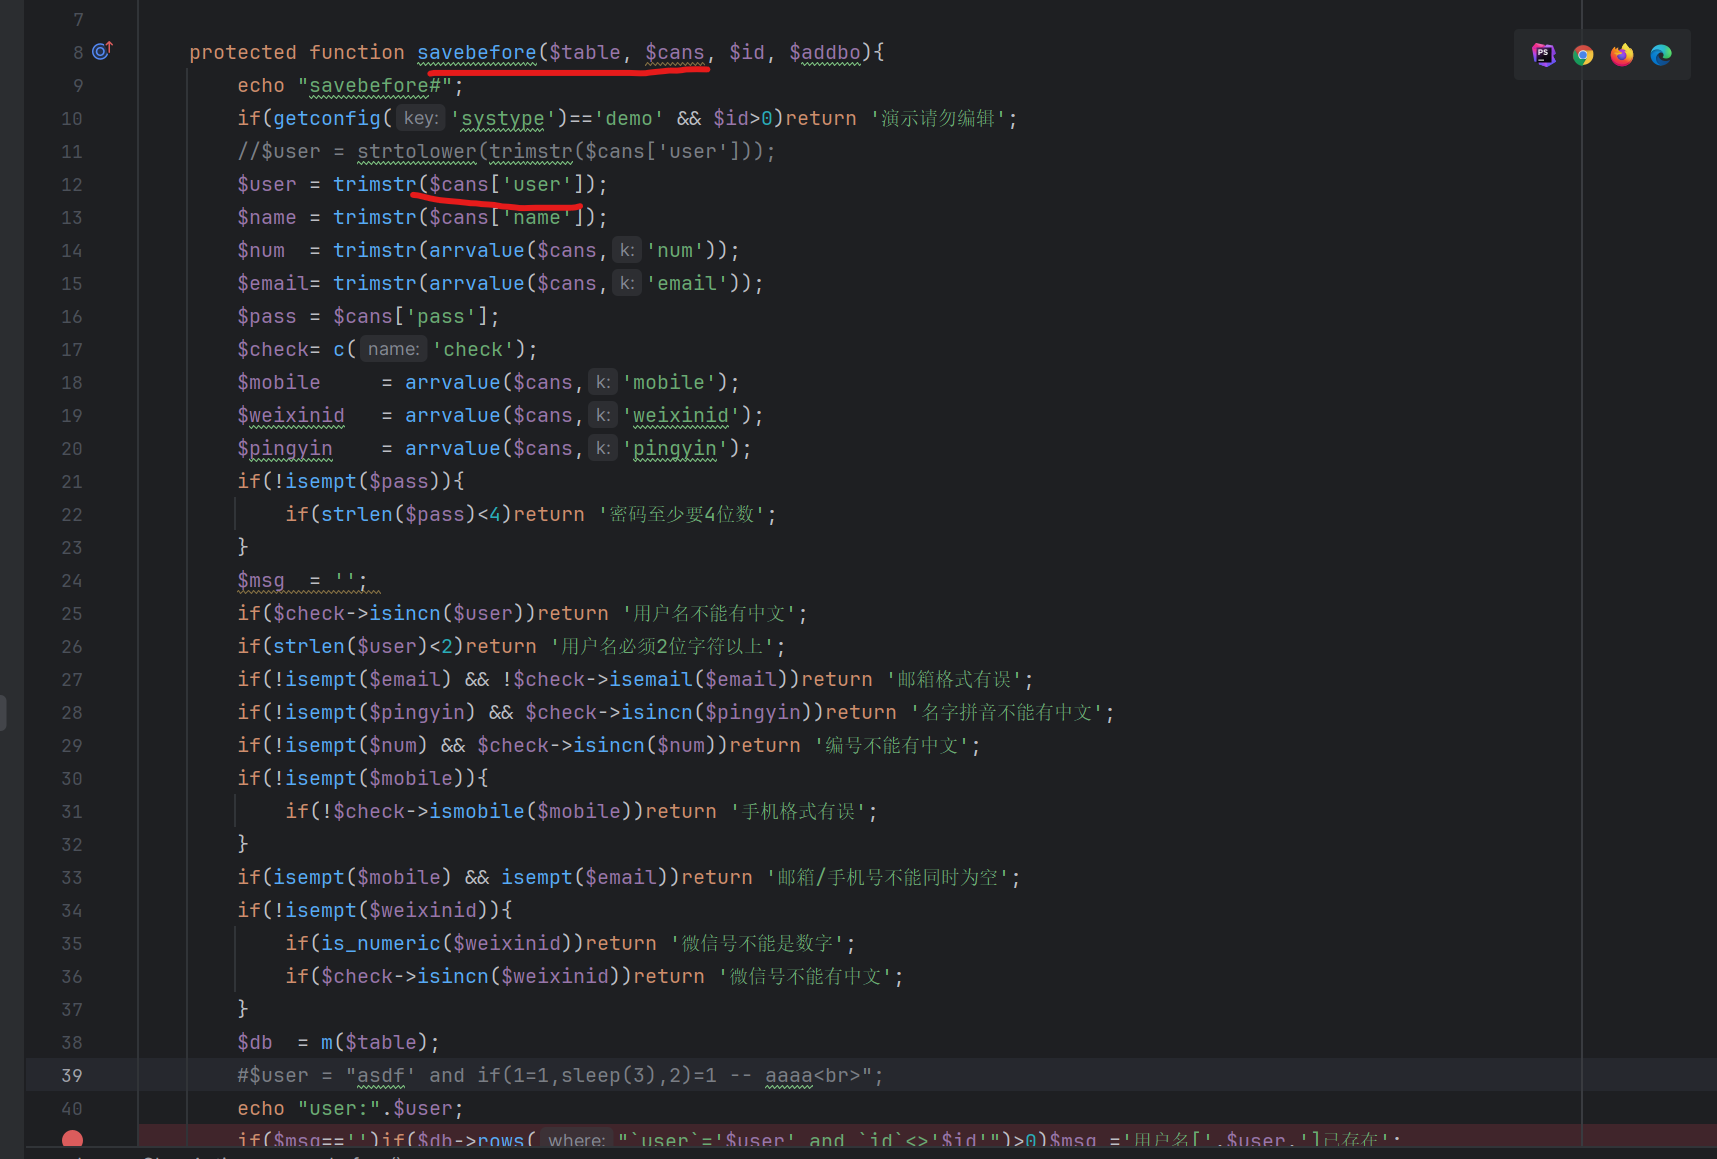 7
8 protected function savebefore($table, $cans, $id, $addbo){
9 echo "savebefore#";
10 if(getconfig( key: 'systype')=='demo' && $id>0)return '演示请勿编辑';
11 //$user = strtolower(trimstr($cans['user']));
12 $user = trimstr($cans['user']);
13 $name = trimstr($cans['name']);
14 $num  = trimstr(arrvalue($cans, k: 'num'));
15 $email= trimstr(arrvalue($cans, k: 'email'));
16 $pass = $cans['pass'];
17 $check= c( name: 'check');
18 $mobile     = arrvalue($cans, k: 'mobile');
19 $weixinid   = arrvalue($cans, k: 'weixinid');
20 $pingyin    = arrvalue($cans, k: 'pingyin');
21 if(!isempt($pass)){
22 if(strlen($pass)<4)return '密码至少要4位数';
23 }
24 $msg  = '';
25 if($check->isincn($user))return '用户名不能有中文';
26 if(strlen($user)<2)return '用户名必须2位字符以上';
27 if(!isempt($email) && !$check->isemail($email))return '邮箱格式有误';
28 if(!isempt($pingyin) && $check->isincn($pingyin))return '名字拼音不能有中文';
29 if(!isempt($num) && $check->isincn($num))return '编号不能有中文';
30 if(!isempt($mobile)){
31 if(!$check->ismobile($mobile))return '手机格式有误';
32 }
33 if(isempt($mobile) && isempt($email))return '邮箱/手机号不能同时为空';
34 if(!isempt($weixinid)){
35 if(is_numeric($weixinid))return '微信号不能是数字';
36 if($check->isincn($weixinid))return '微信号不能有中文';
37 }
38 $db  = m($table);
39 #$user = "asdf' and if(1=1,sleep(3),2)=1 -- aaaa<br>";
40 echo "user:".$user;
if($msg=='')if($db->rows( where: "`user`='$user' and `id`<>'$id'")>0)$msg ='用户名['.$user.']已存在';